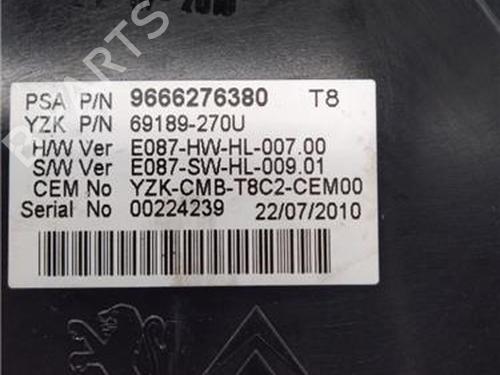 PSA P/N 9666276380 T8
YZK P/N 69189-270U
H/W Ver E087-HW-HL-007.00
S/W Ver E087-SW-HL-009.01
CEM No YZK-CMB-T8C2-CEM00
Serial No 00224239 22/07/2010